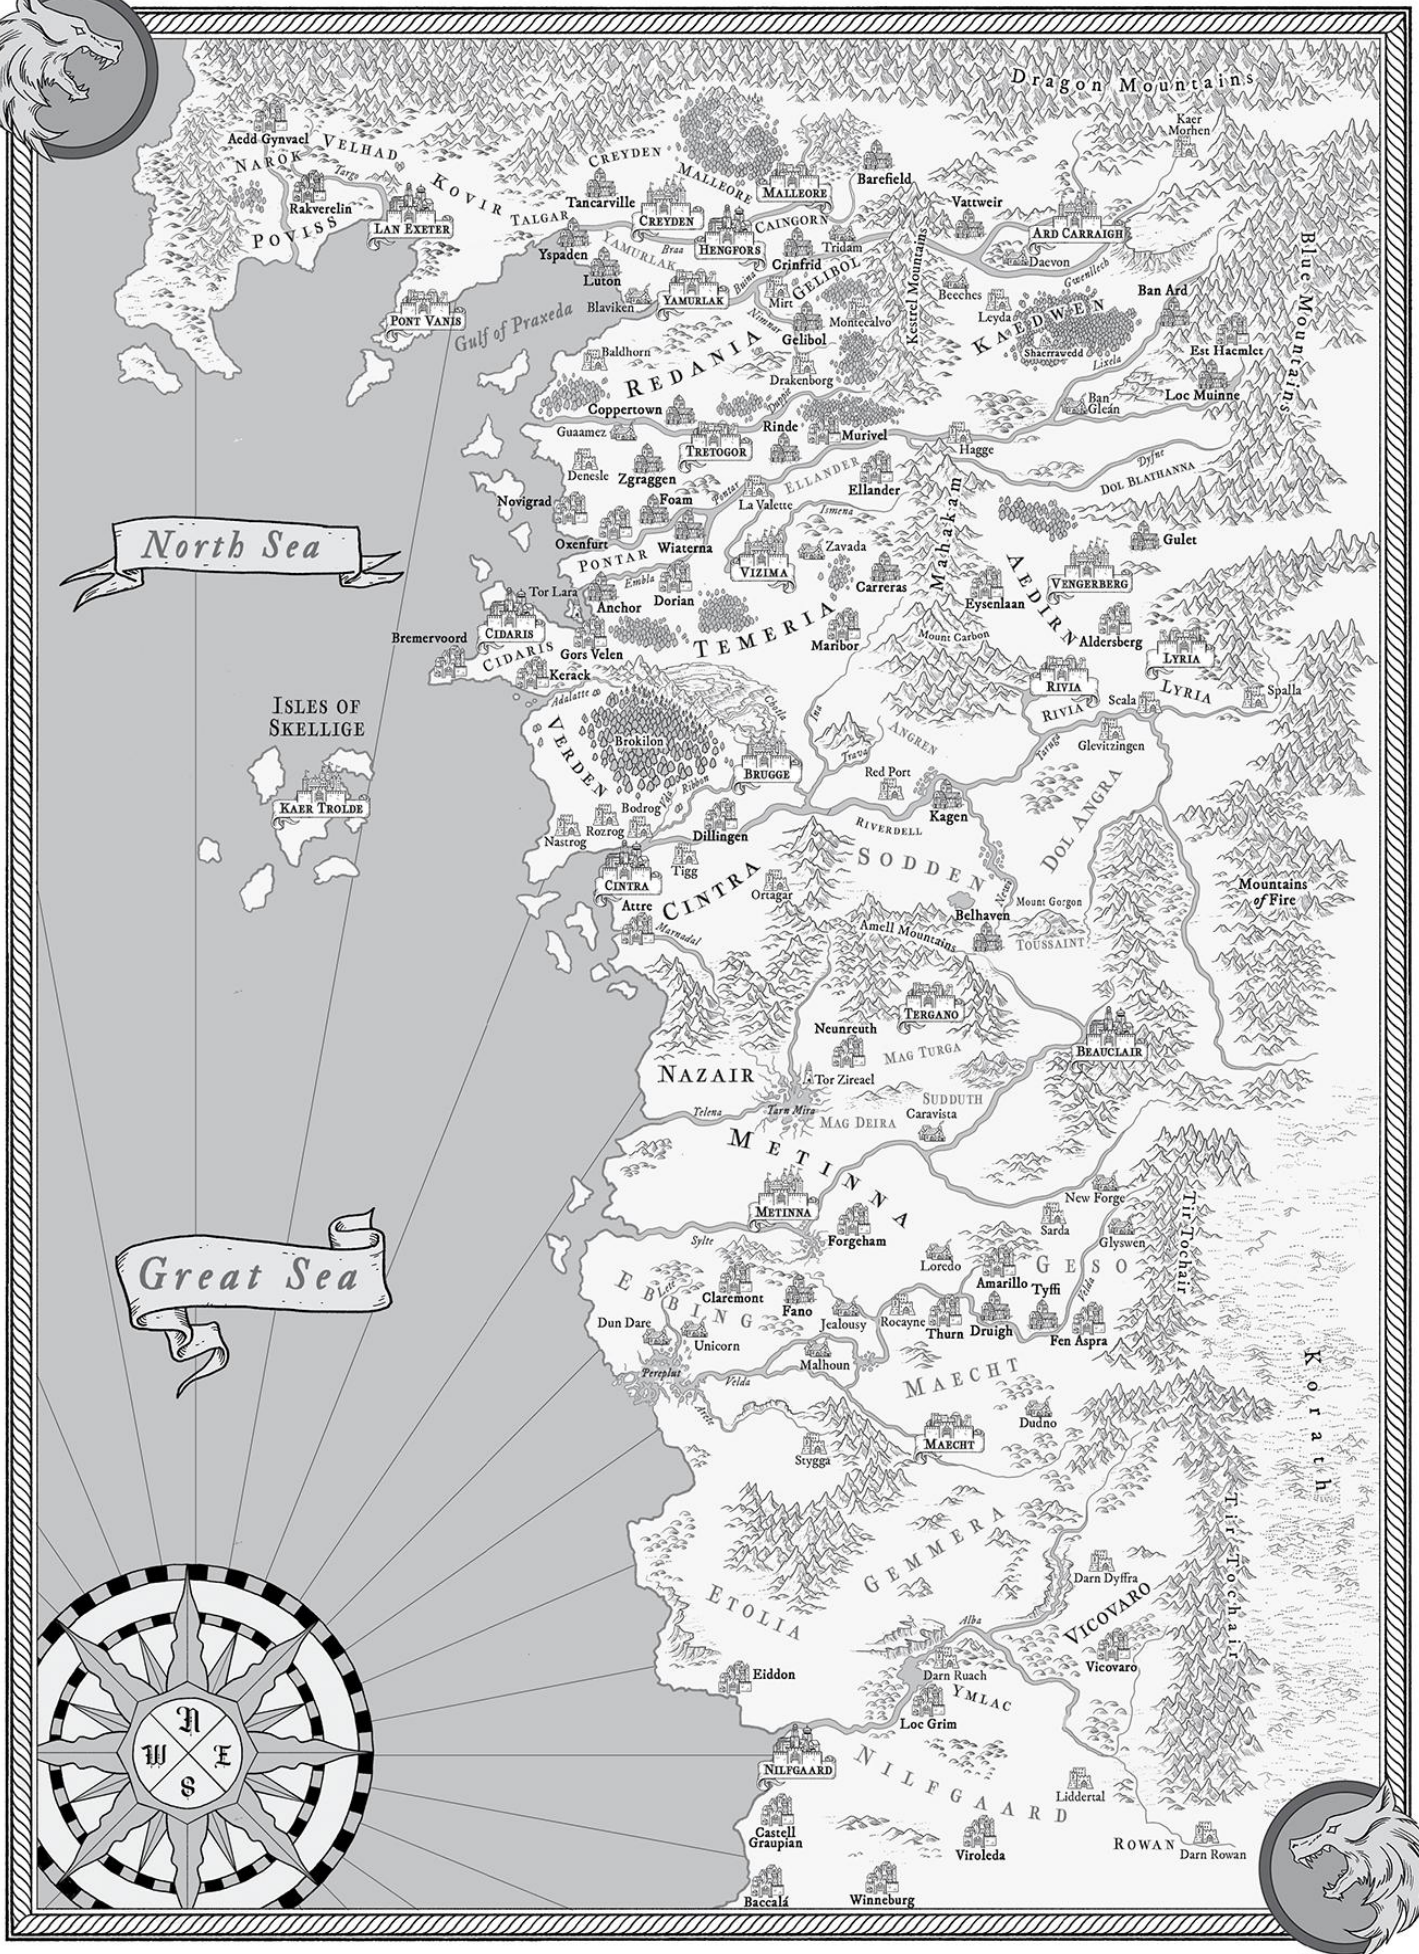 Dragon Mountains
Kaer
Morhen
Aedd Gynvael
VELHAD
NAROK
Targo
Rakverelin
KOVIR
LAN EXETER
POVISS
TALGAR
CREYDEN
MALLEORE
Tancarville
CREYDEN
MALLEORE
Barefield
Vattweir
CAINGORN
ARD CARRAIGH
HENGFORS
Yspaden
YAMURLAK
Braa
Tridam
Crinfrid
Daevon
Gwenllech
Luton
Blaviken
YAMURLAK
Buina
Mirt
GELIBOL
Kestrel Mountains
Beeches
Leyda
Ban Ard
Blue Mountains
PONT VANIS
Gulf of Praxeda
Nimnar
Gelibol
Montecalvo
KAEDWEN
Shaerrawedd
Est Haemlet
Baldhorn
REDANIA
Drakenborg
Lixela
Loc Muinne
Coppertown
Ban
Glean
Guaamez
TRETOGOR
Rinde
Murivel
Hagge
Denesle
Zgraggen
ELLANDER
Ellander
Dyfne
DOL BLATHANNA
Novigrad
Foam
Pontar
La Valette
Ismena
Mahakam
Oxenfurt
Wiaterna
North Sea
PONTAR
VIZIMA
Zavada
Gulet
AEDIRN
VENGERBERG
Embla
Dorian
Carreras
Eysenlaan
Tor Lara
Anchor
CIDARIS
Bremervoord
TEMERIA
Maribor
Mount Carbon
Aldersberg
Gors Velen
CIDARIS
LYRIA
Kerack
Adalatte
RIVIA
LYRIA
Spalla
Scala
ISLES OF
SKELLIGE
Chotla
Ina
RIVIA
VERDEN
Brokilon
ANGREN
Trava
Taruga
Glevitzingen
BRUGGE
Red Port
KAER TROLDE
Ribbon
Bodrog
Rozrog
Nastrog
Dillingen
Kagen
DOL ANGRA
RIVERDELL
SODDEN
CINTRA
Tigg
CINTRA
Ortagar
Mountains
of Fire
Attre
Newi
Mount Gorgon
Belhaven
Marnadal
Amell Mountains
TOUSSAINT
TERGANO
Neunreuth
BEAUCLAIR
MAG TURGA
NAZAIR
Tor Zireael
SUDDUTH
Yelena
Tarn Mira
Caravista
MAG DEIRA
METINNA
METINNA
New Forge
Tir Tochair
Forgeham
Sylte
Sarda
Glyswen
Great Sea
Loredo
GESO
EBBING
Lete
Claremont
Amarillo
Tyffi
Velda
Fano
Jealousy
Rocayne
Thurn
Druigh
Fen Aspra
Dun Dare
Unicorn
Malhoun
Pereplut
Velda
MAECHT
Korath
Arete
Dudno
MAECHT
Stygga
Tir Tochair
GEMMERA
Darn Dyffra
ETOLIA
VICOVARO
Alba
Vicovaro
Eiddon
Darn Ruach
YMLAC
Loc Grim
N
W
E
S
NILFGAARD
NILFGAARD
Liddertal
Castell
Graupian
Viroleda
ROWAN
Darn Rowan
Baccalá
Winneburg